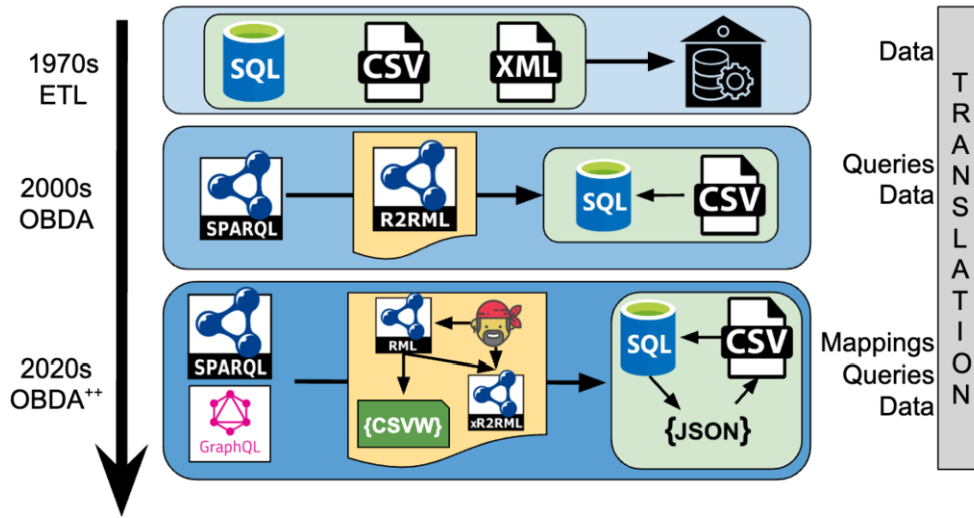 1970s
ETL
SQL
CSV
XML
Data
2000s
OBDA
SPARQL
R2RML
SQL
CSV
Queries
Data
2020s
OBDA++
SPARQL
GraphQL
RML
{CSVW}
xR2RML
SQL
CSV
{JSON}
Mappings
Queries
Data
TRANSLATION